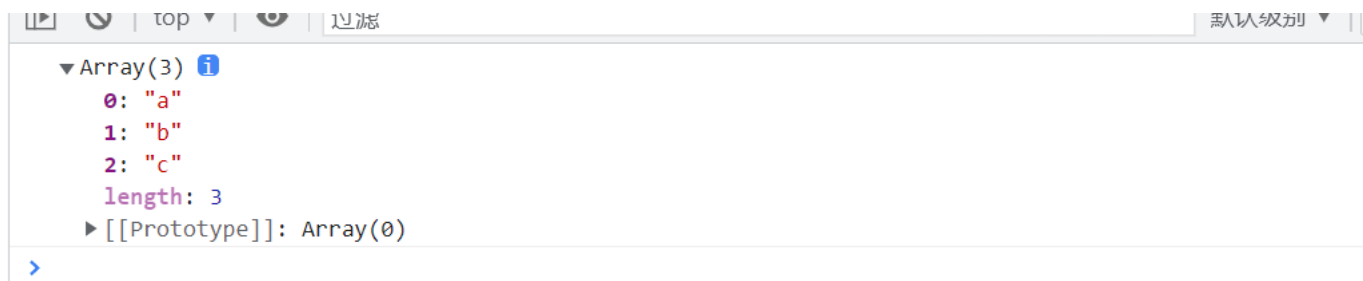 top ▼ 过滤 默认级别 ▼
▼Array(3) i
0: "a"
1: "b"
2: "c"
length: 3
▶[[Prototype]]: Array(0)
>